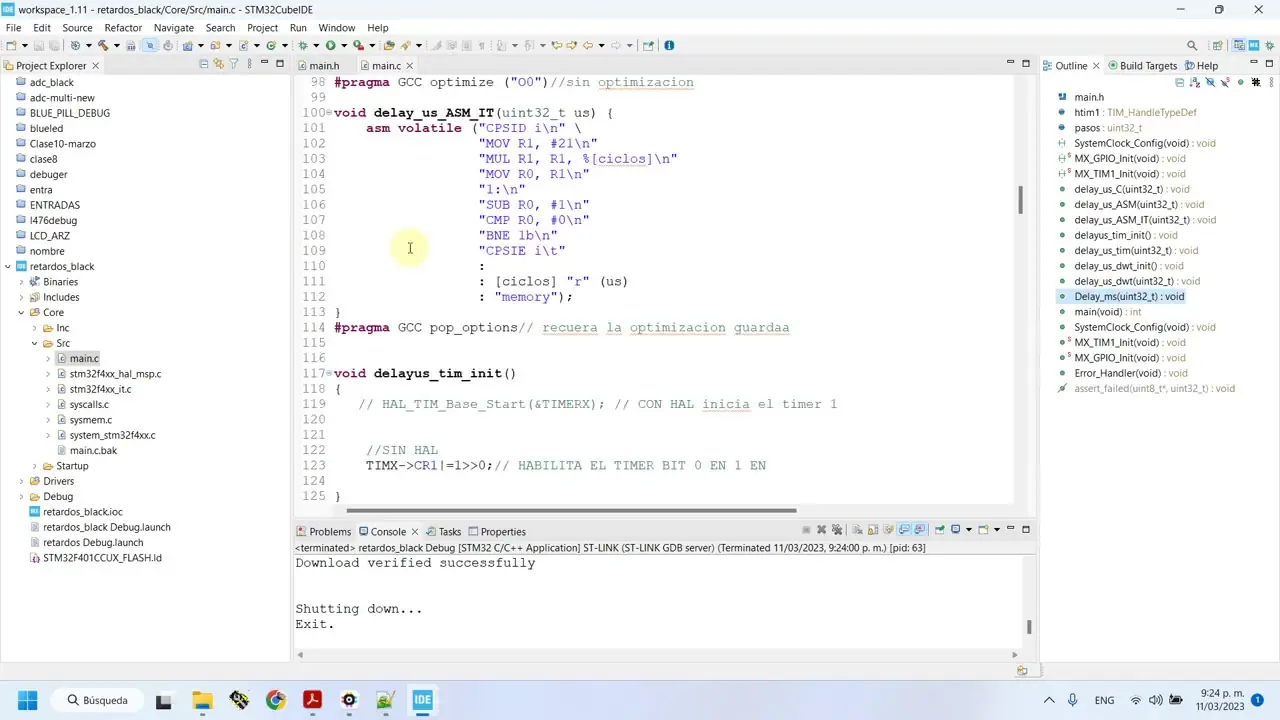 workspace_1.11 - retardos_black/Core/Src/main.c - STM32CubeIDE
File Edit Source Refactor Navigate Search Project Run Window Help
Project Explorer
adc_black
adc-multi-new
BLUE_PILL_DEBUG
blueled
Clase10-marzo
clase8
debuger
entra
ENTRADAS
l476debug
LCD_ARZ
nombre
retardos_black
Binaries
Includes
Core
Inc
Src
main.c
stm32f4xx_hal_msp.c
stm32f4xx_it.c
syscalls.c
sysmem.c
system_stm32f4xx.c
main.c.bak
Startup
Drivers
Debug
retardos_black.ioc
retardos_black Debug.launch
retardos Debug.launch
STM32F401CCUX_FLASH.ld
main.h main.c
98 #pragma GCC optimize ("O0")//sin optimizacion
99
100 void delay_us_ASM_IT(uint32_t us) {
101 asm volatile ("CPSID i\n" \
102 "MOV R1, #21\n"
103 "MUL R1, R1, %[ciclos]\n"
104 "MOV R0, R1\n"
105 "1:\n"
106 "SUB R0, #1\n"
107 "CMP R0, #0\n"
108 "BNE 1b\n"
109 "CPSIE i\t"
110 :
111 : [ciclos] "r" (us)
112 : "memory");
113 }
114 #pragma GCC pop_options// recuera la optimizacion guardaa
115
116
117 void delayus_tim_init()
118 {
119 // HAL_TIM_Base_Start(&TIMERX); // CON HAL inicia el timer 1
120
121
122 //SIN HAL
123 TIMX->CR1|=1>>0;// HABILITA EL TIMER BIT 0 EN 1 EN
124
125 }
Problems Console Tasks Properties
<terminated> retardos_black Debug [STM32 C/C++ Application] ST-LINK (ST-LINK GDB server) (Terminated 11/03/2023, 9:24:00 p. m.) [pid: 63]
Download verified successfully
Shutting down...
Exit.
Outline Build Targets Help
main.h
htim1 : TIM_HandleTypeDef
pasos : uint32_t
SystemClock_Config(void) : void
MX_GPIO_Init(void) : void
MX_TIM1_Init(void) : void
delay_us_C(uint32_t) : void
delay_us_ASM(uint32_t) : void
delay_us_ASM_IT(uint32_t) : void
delayus_tim_init() : void
delay_us_tim(uint32_t) : void
delay_us_dwt_init() : void
delay_us_dwt(uint32_t) : void
Delay_ms(uint32_t) : void
main(void) : int
SystemClock_Config(void) : void
MX_TIM1_Init(void) : void
MX_GPIO_Init(void) : void
Error_Handler(void) : void
assert_failed(uint8_t*, uint32_t) : void
Búsqueda
IDE
ENG
9:24 p. m.
11/03/2023
1